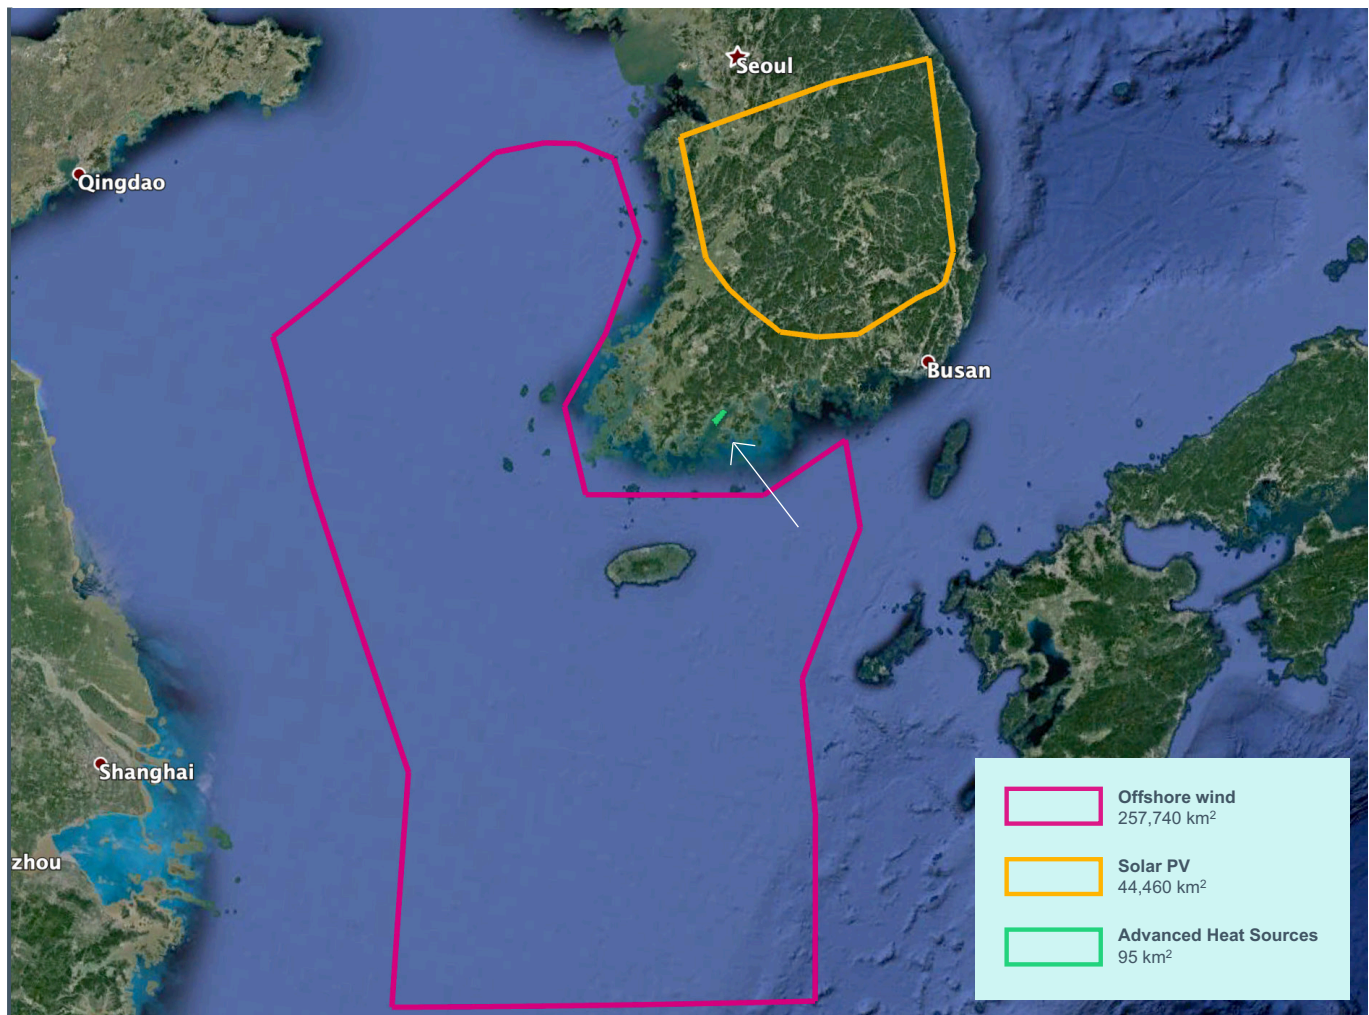 Seoul
Qingdao
Busan
Shanghai
zhou
Offshore wind
257,740 km²
Solar PV
44,460 km²
Advanced Heat Sources
95 km²